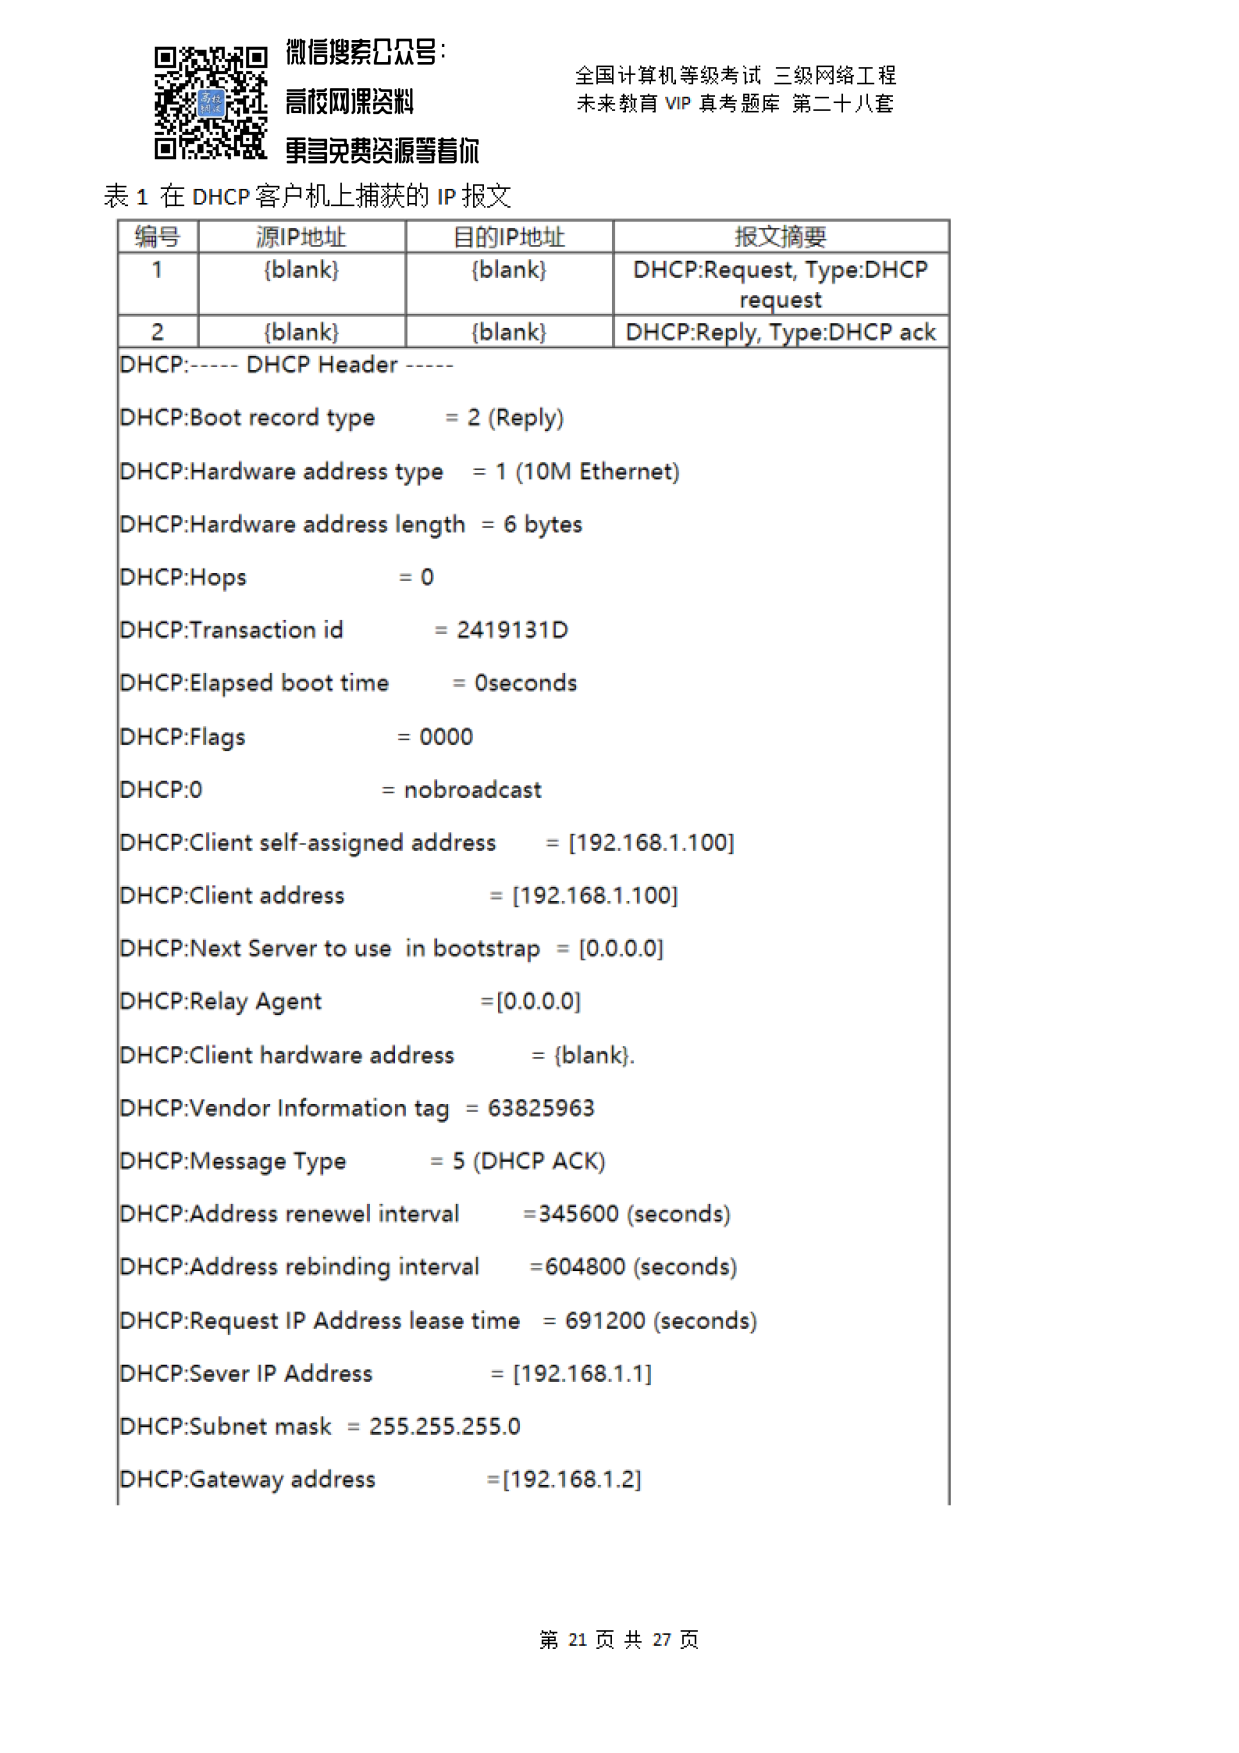 微信搜索公众号：
高校网课资料
更多免费资源等着你
全国计算机等级考试 三级网络工程
未来教育 VIP 真考题库 第二十八套
表 1 在 DHCP 客户机上捕获的 IP 报文
编号 源IP地址 目的IP地址 报文摘要
1 {blank} {blank} DHCP:Request, Type:DHCP
request
2 {blank} {blank} DHCP:Reply, Type:DHCP ack
DHCP:----- DHCP Header -----
DHCP:Boot record type = 2 (Reply)
DHCP:Hardware address type = 1 (10M Ethernet)
DHCP:Hardware address length = 6 bytes
DHCP:Hops = 0
DHCP:Transaction id = 2419131D
DHCP:Elapsed boot time = 0seconds
DHCP:Flags = 0000
DHCP:0 = nobroadcast
DHCP:Client self-assigned address = [192.168.1.100]
DHCP:Client address = [192.168.1.100]
DHCP:Next Server to use in bootstrap = [0.0.0.0]
DHCP:Relay Agent =[0.0.0.0]
DHCP:Client hardware address = {blank}.
DHCP:Vendor Information tag = 63825963
DHCP:Message Type = 5 (DHCP ACK)
DHCP:Address renewel interval =345600 (seconds)
DHCP:Address rebinding interval =604800 (seconds)
DHCP:Request IP Address lease time = 691200 (seconds)
DHCP:Sever IP Address = [192.168.1.1]
DHCP:Subnet mask = 255.255.255.0
DHCP:Gateway address =[192.168.1.2]
第 21 页 共 27 页